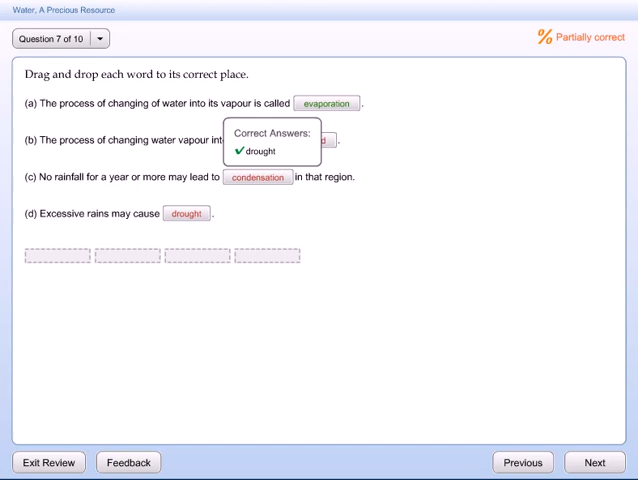 Water, A Precious Resource
Question 7 of 10
% Partially correct
Drag and drop each word to its correct place.
(a) The process of changing of water into its vapour is called evaporation .
(b) The process of changing water vapour .
Correct Answers:
✔drought
(c) No rainfall for a year or more may lead to condensation in that region.
(d) Excessive rains may cause drought .
Exit Review
Feedback
Previous
Next